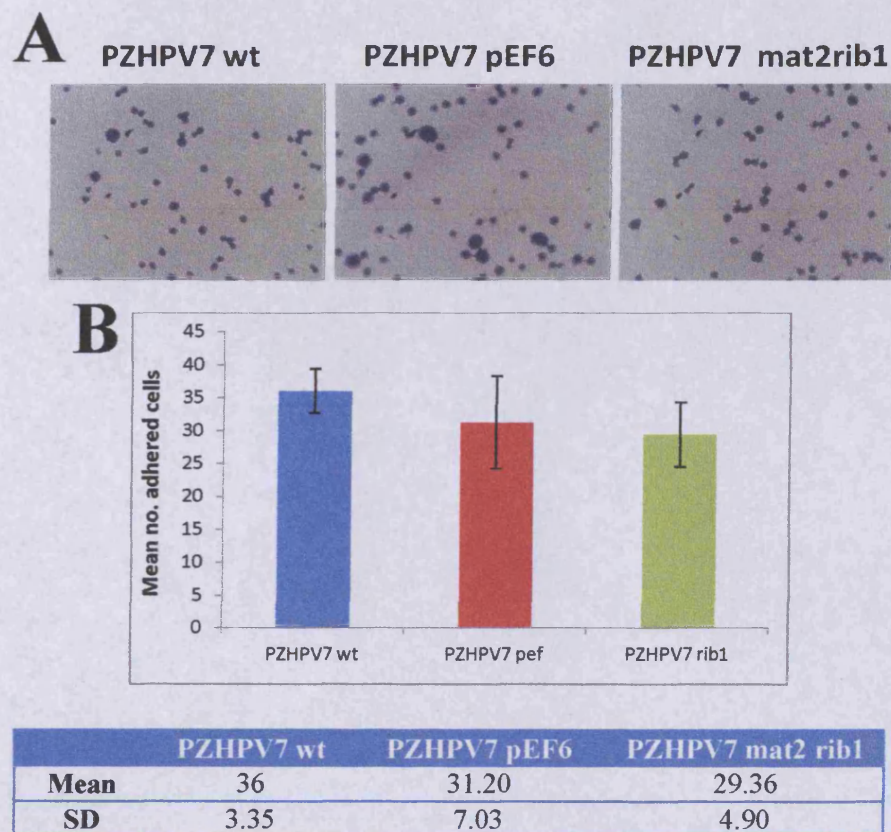 A
PZHPV7 wt PZHPV7 pEF6 PZHPV7 mat2rib1
B
Mean no. adhered cells
45
40
35
30
25
20
15
10
5
0
PZHPV7 wt PZHPV7 pef PZHPV7 rib1
PZHPV7 wt PZHPV7 pEF6 PZHPV7 mat2 rib1
Mean 36 31.20 29.36
SD 3.35 7.03 4.90